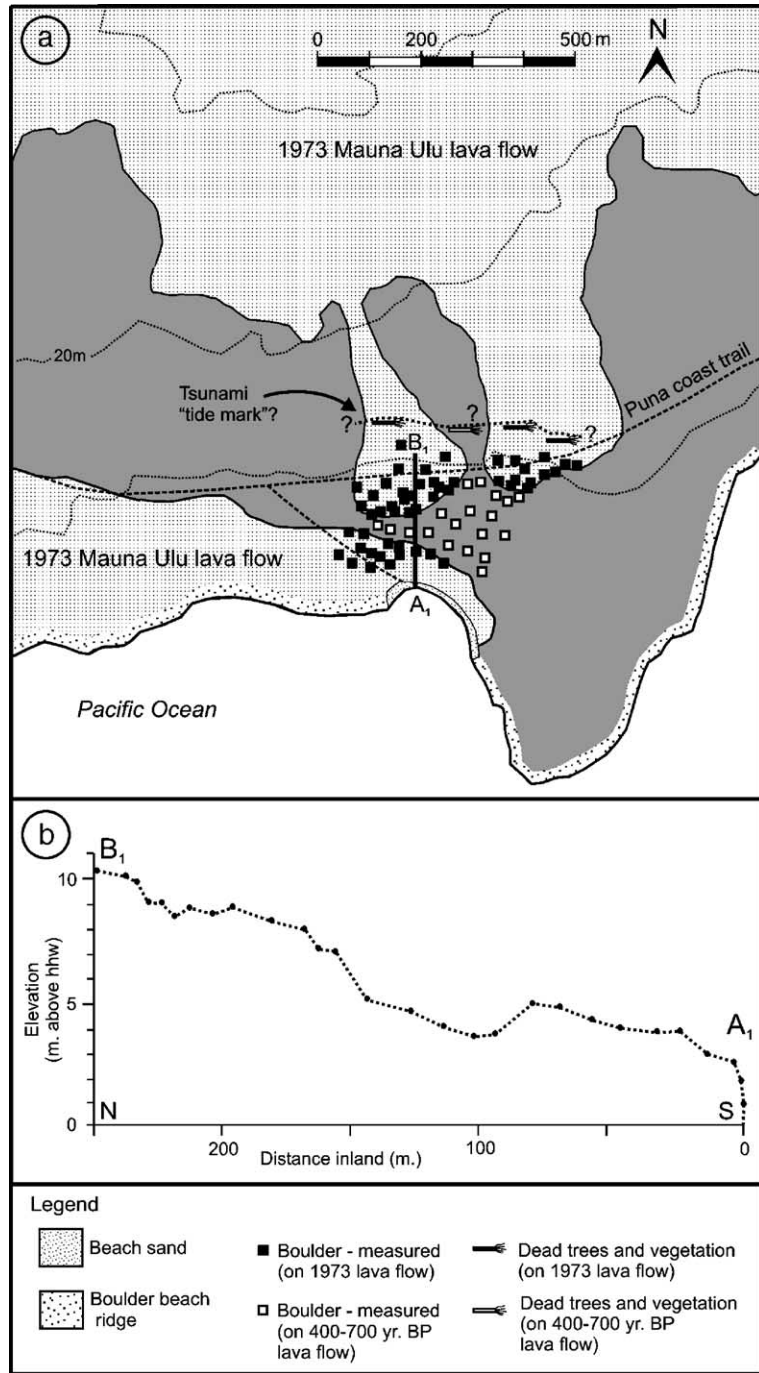 a
0 200 500 m
N
1973 Mauna Ulu lava flow
20m
Puna coast trail
Tsunami
"tide mark"?
? ? ?
B1
1973 Mauna Ulu lava flow
A1
Pacific Ocean
b
B1
10
Elevation
(m. above hhw)
5
A1
0
N S
200 100 0
Distance inland (m.)
Legend
Beach sand
Boulder beach
ridge
Boulder - measured
(on 1973 lava flow)
Boulder - measured
(on 400-700 yr. BP
lava flow)
Dead trees and vegetation
(on 1973 lava flow)
Dead trees and vegetation
(on 400-700 yr. BP
lava flow)